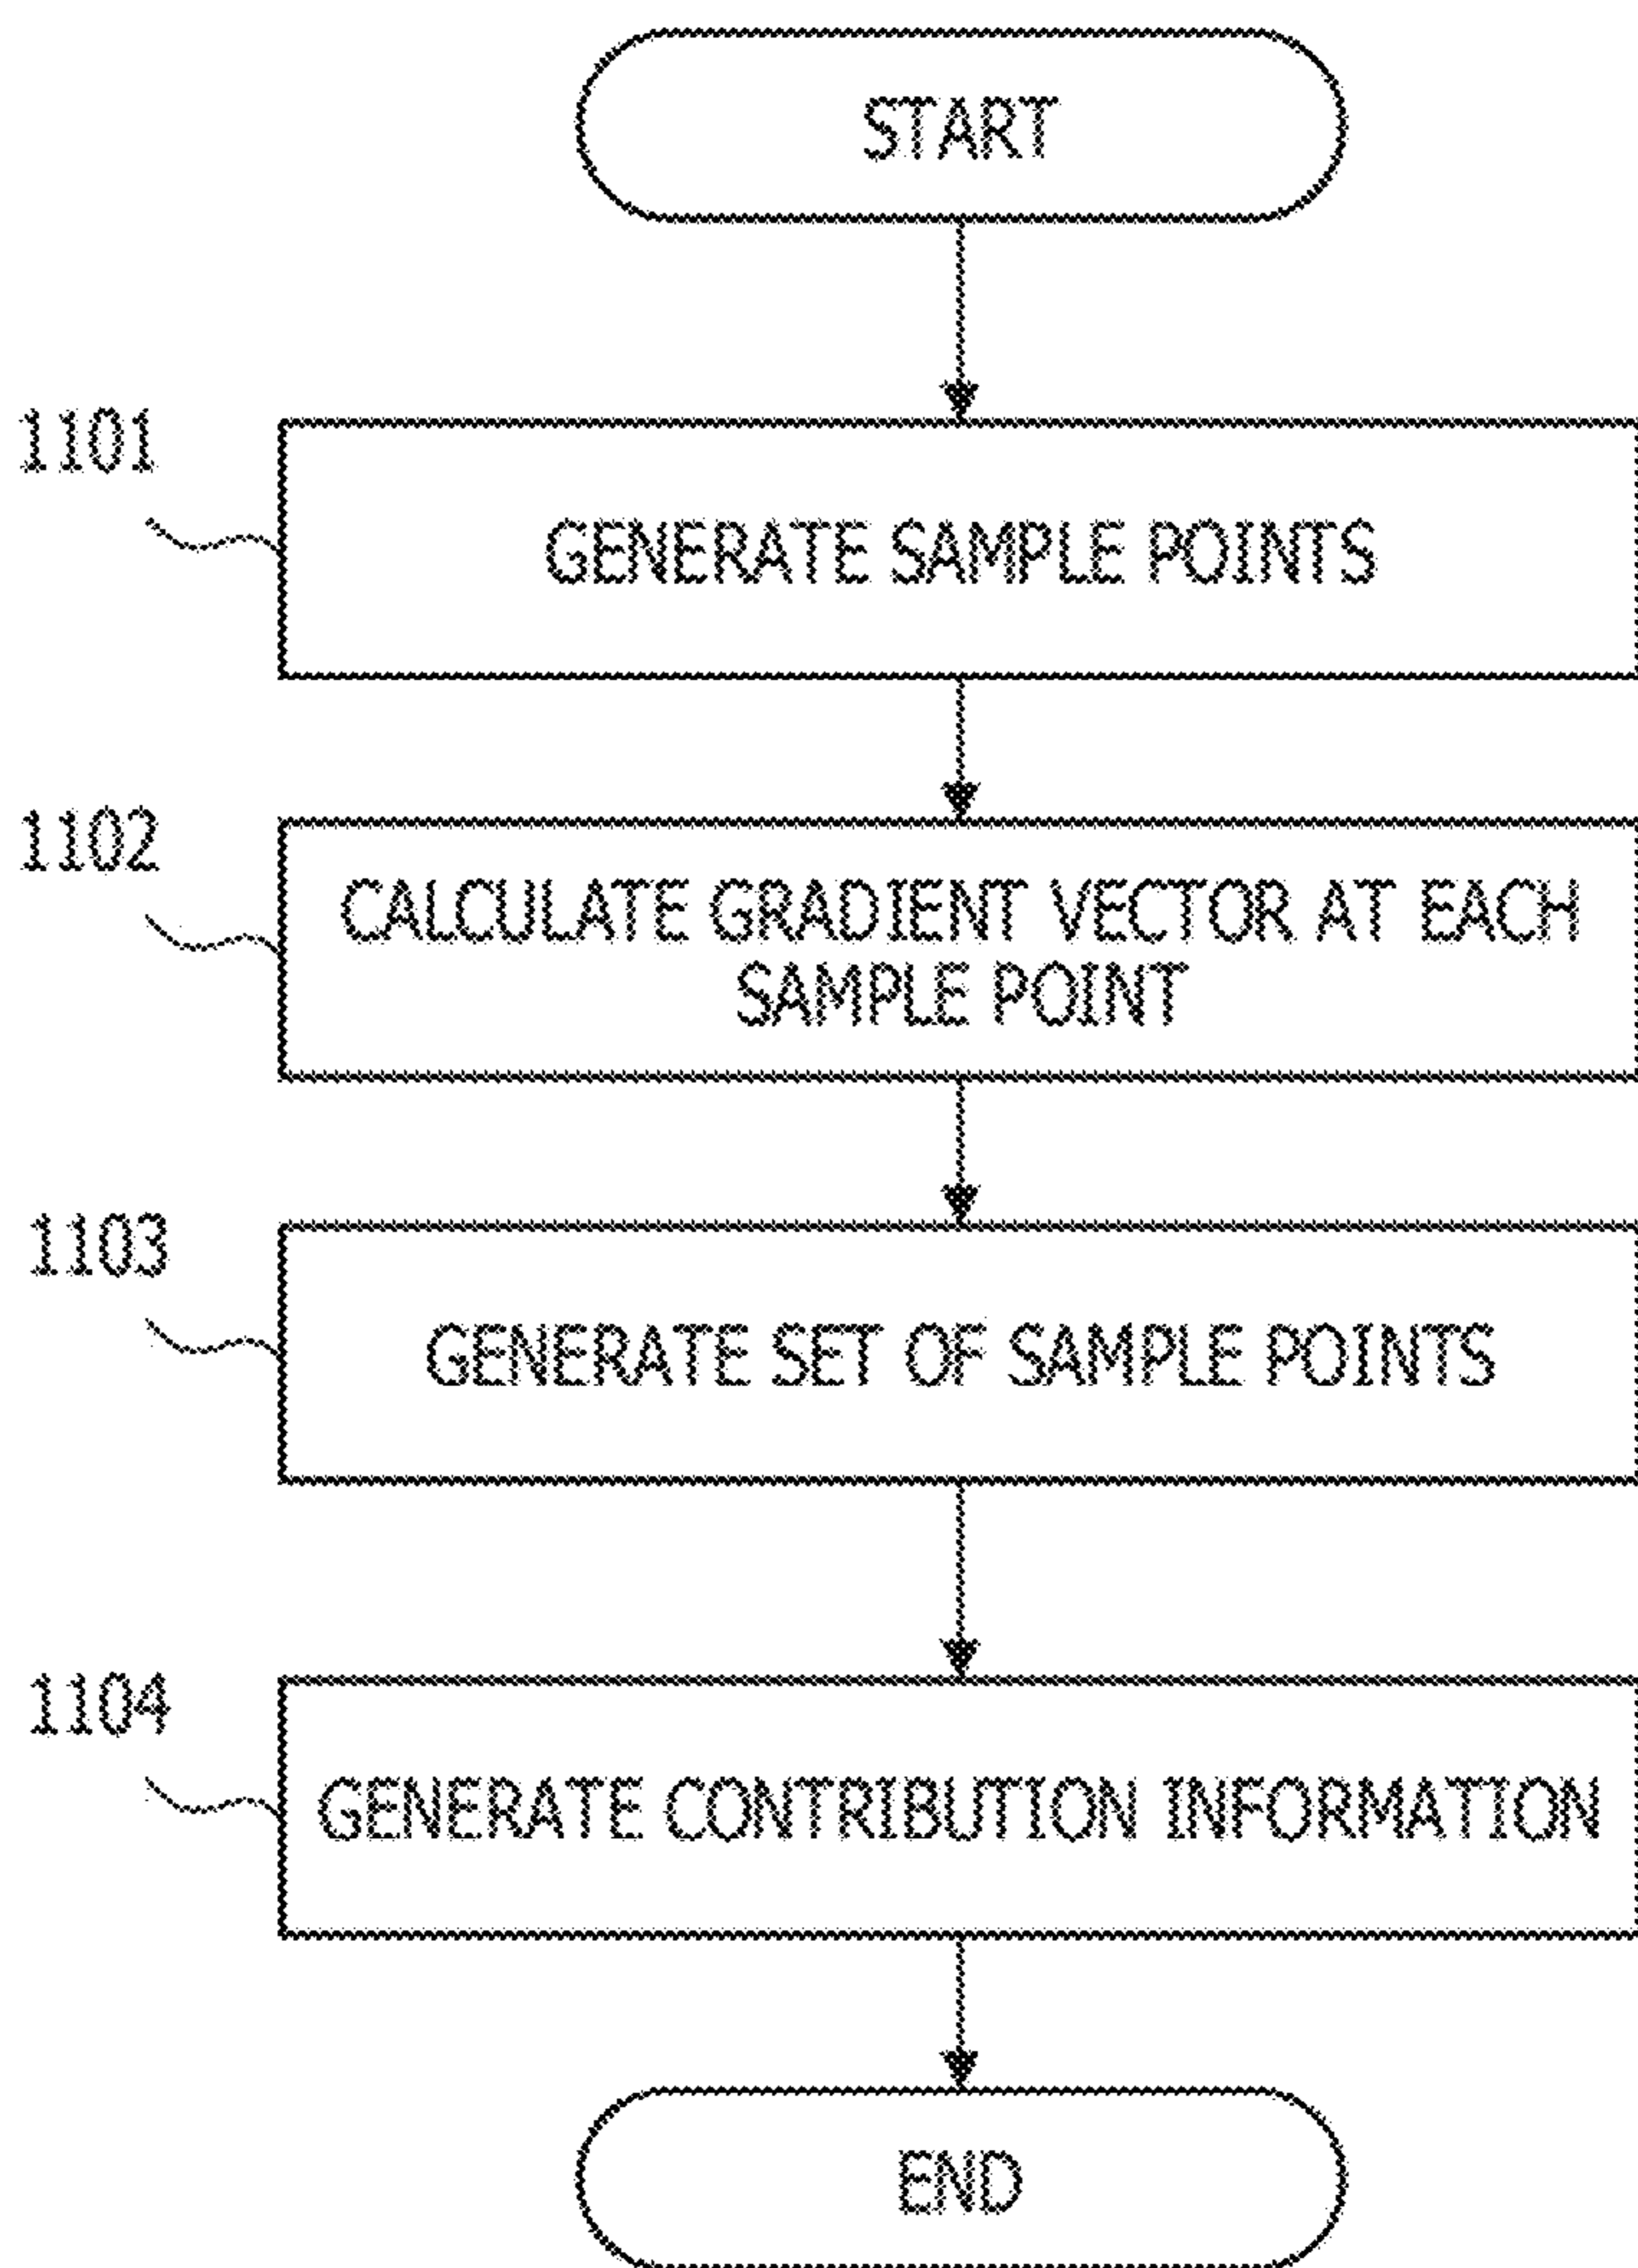 START
1101
GENERATE SAMPLE POINTS
1102
CALCULATE GRADIENT VECTOR AT EACH
SAMPLE POINT
1103
GENERATE SET OF SAMPLE POINTS
1104
GENERATE CONTRIBUTION INFORMATION
END